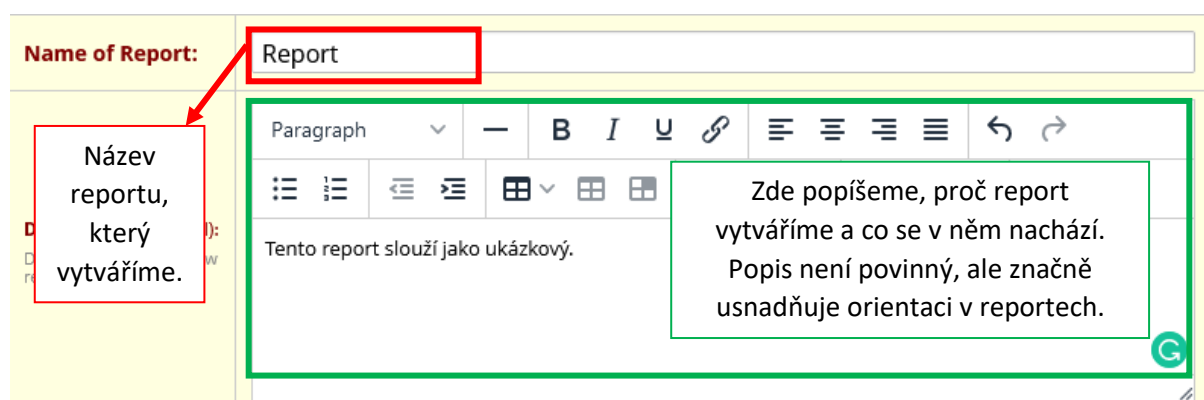 Name of Report:
Report
Název
reportu,
který
vytváříme.
Paragraph
B I U
Zde popíšeme, proč report
vytváříme a co se v něm nachází.
Popis není povinný, ale značně
usnadňuje orientaci v reportech.
Tento report slouží jako ukázkový.